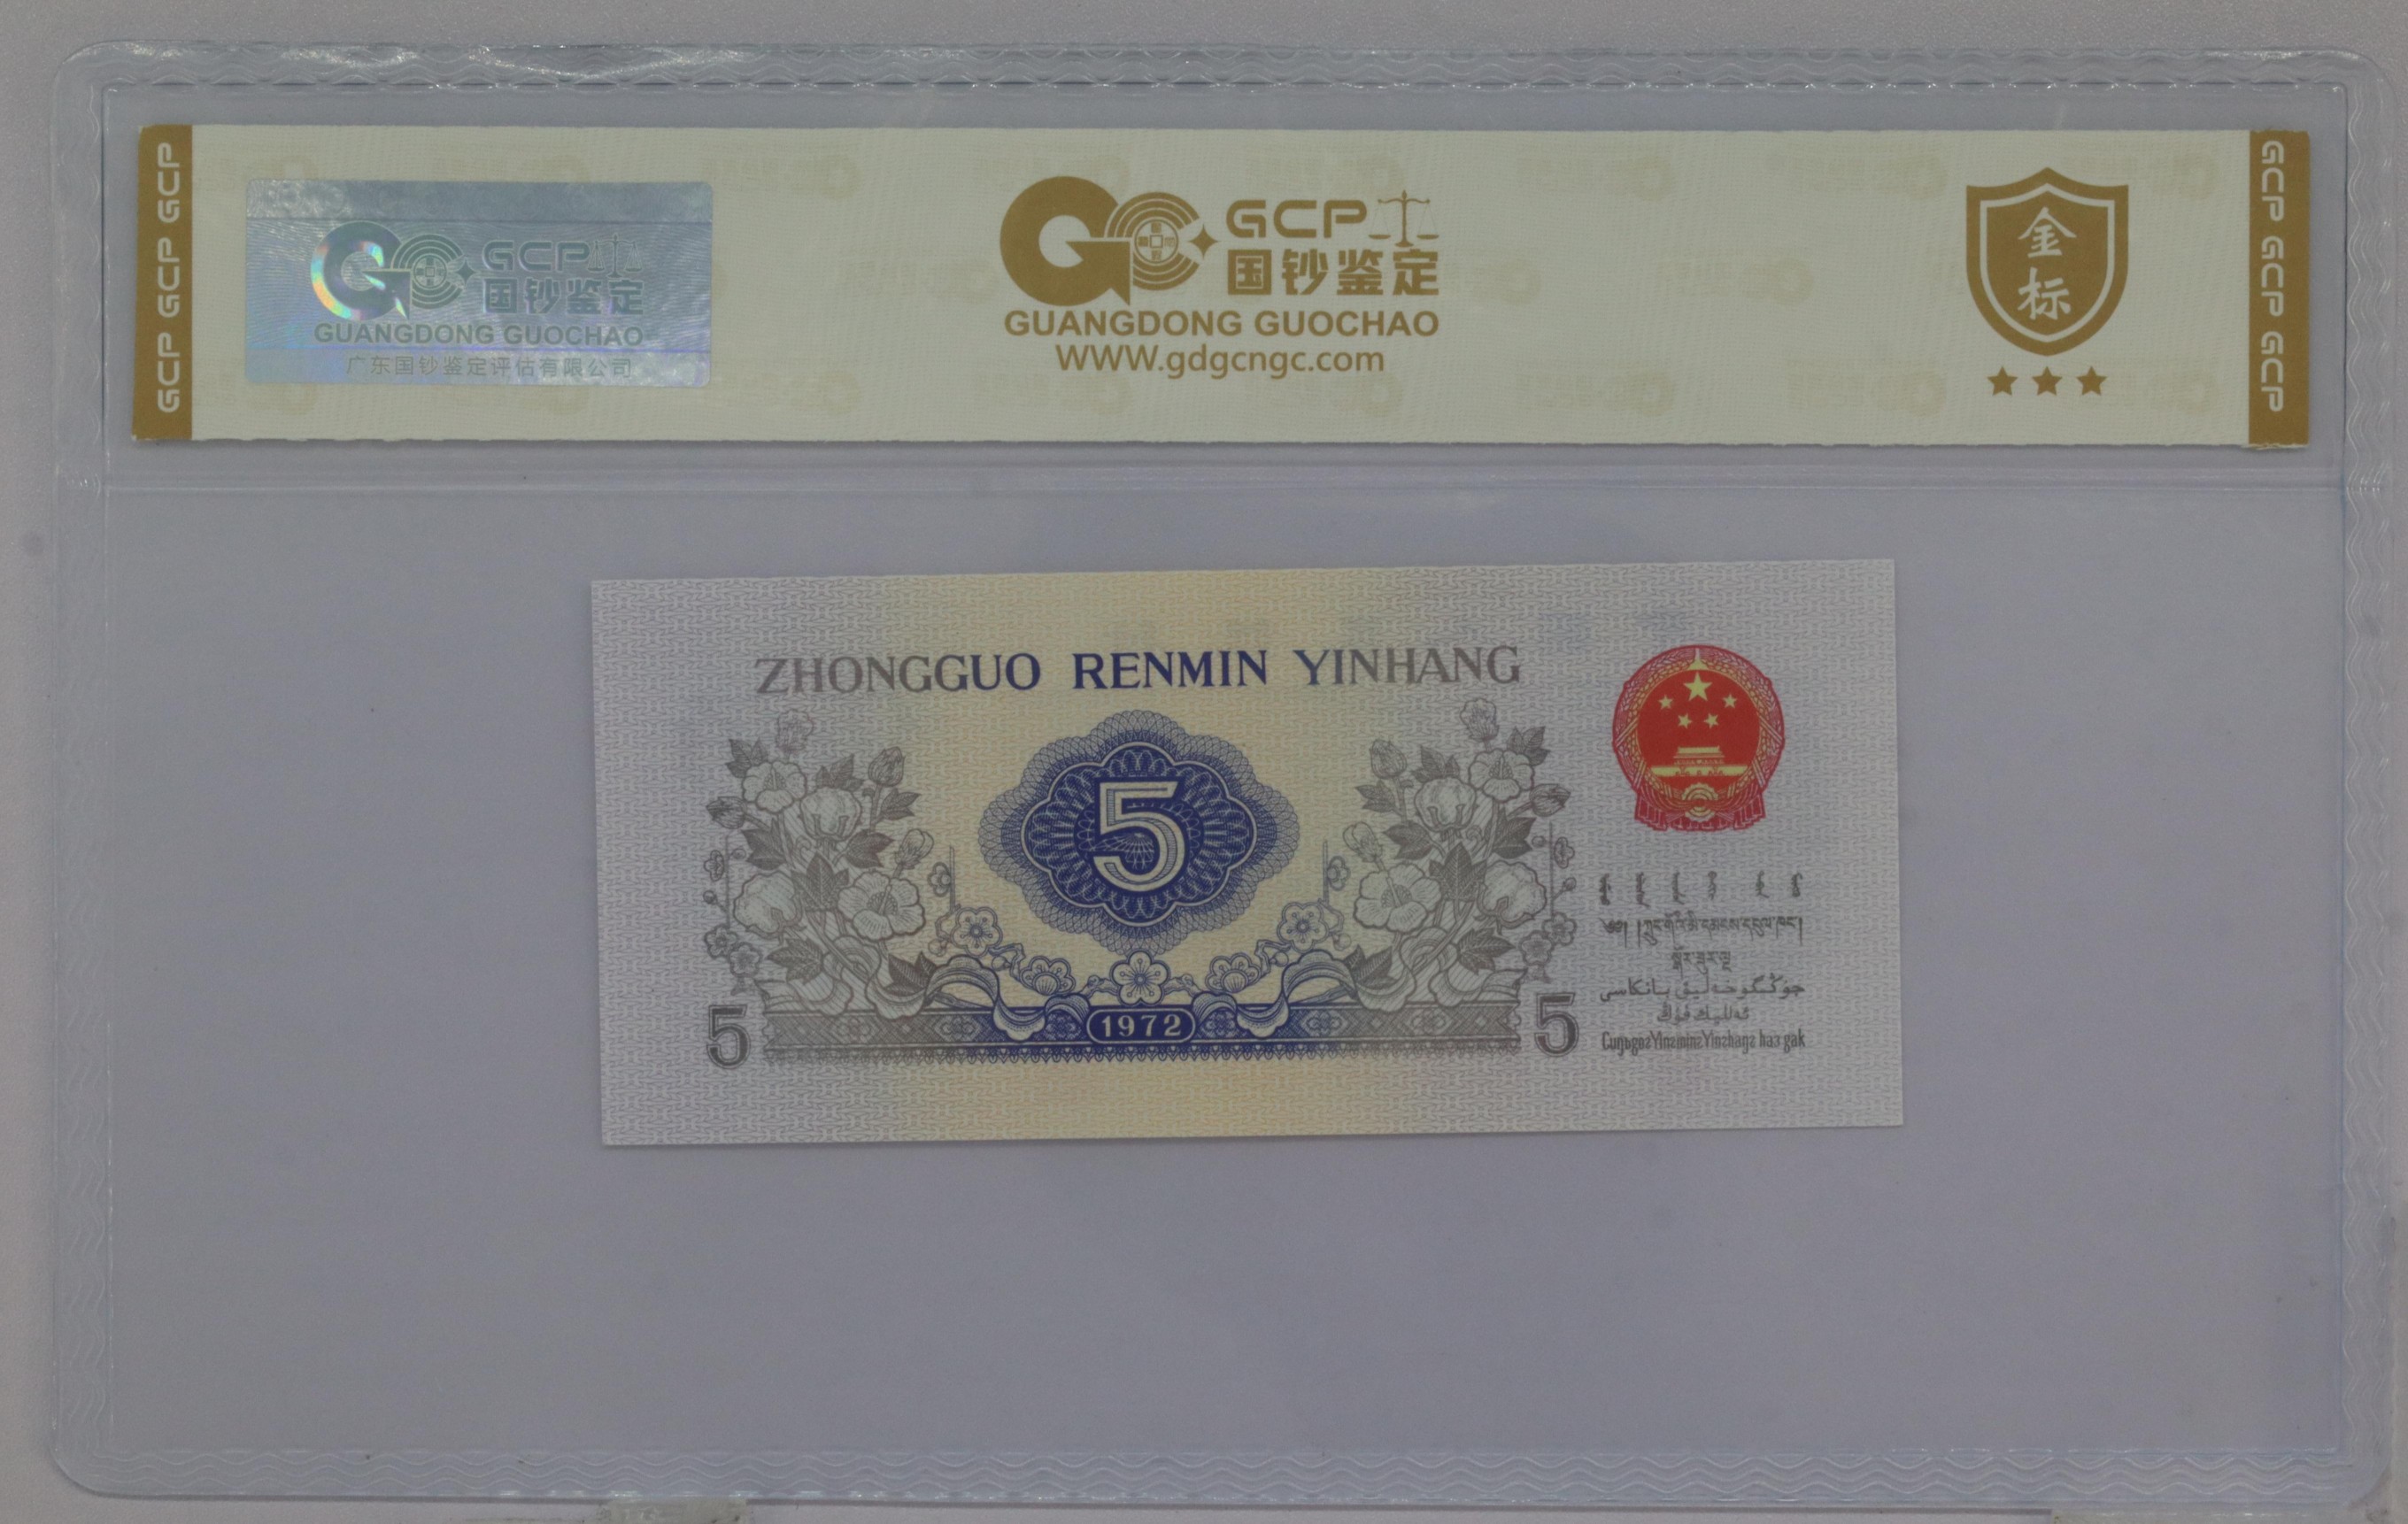 GCP GCP GCP
GCP
国钞鉴定
GUANGDONG GUOCHAO
广东国钞鉴定评估有限公司
GCP
国钞鉴定
GUANGDONG GUOCHAO
WWW.gdgcngc.com
金
标
GCP GCP GCP
ZHONGGUO RENMIN YINHANG
5
1972
5
5